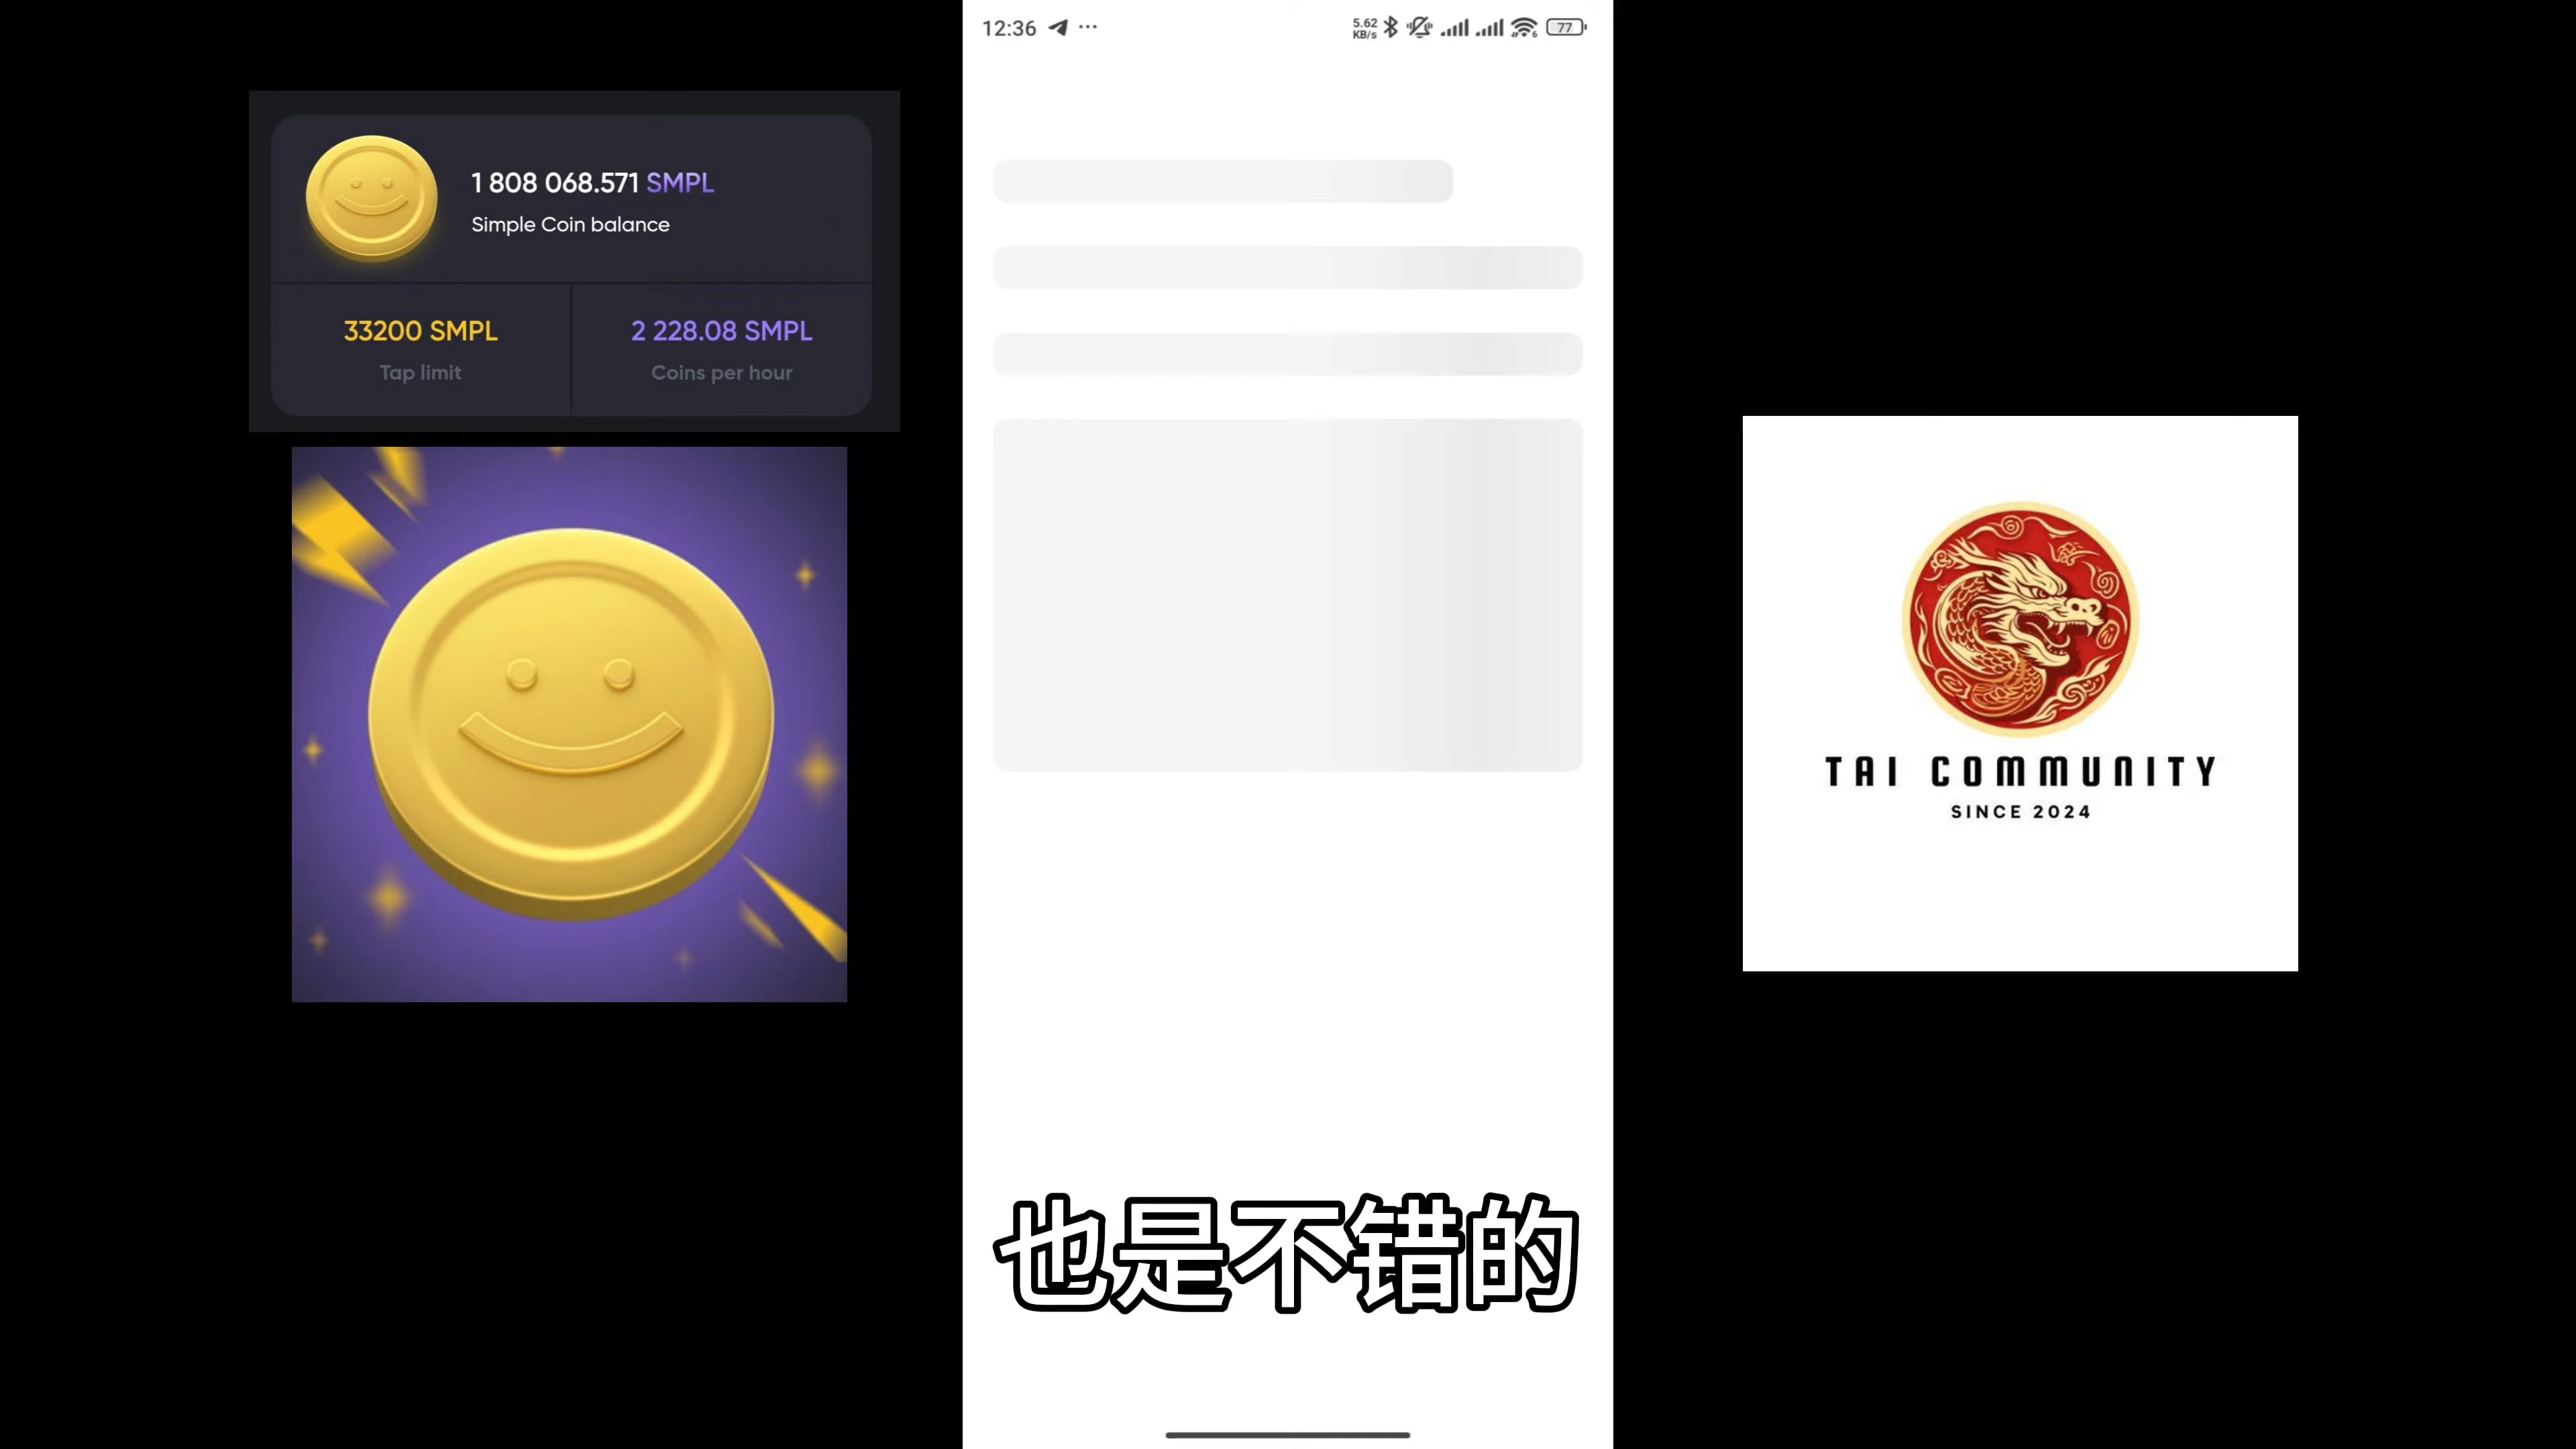 1 808 068.571 SMPL
Simple Coin balance
33200 SMPL
Tap limit
2 228.08 SMPL
Coins per hour
12:36
5.62
KB/s
6
77
也是不错的
TAI COMMUNITY
SINCE 2024